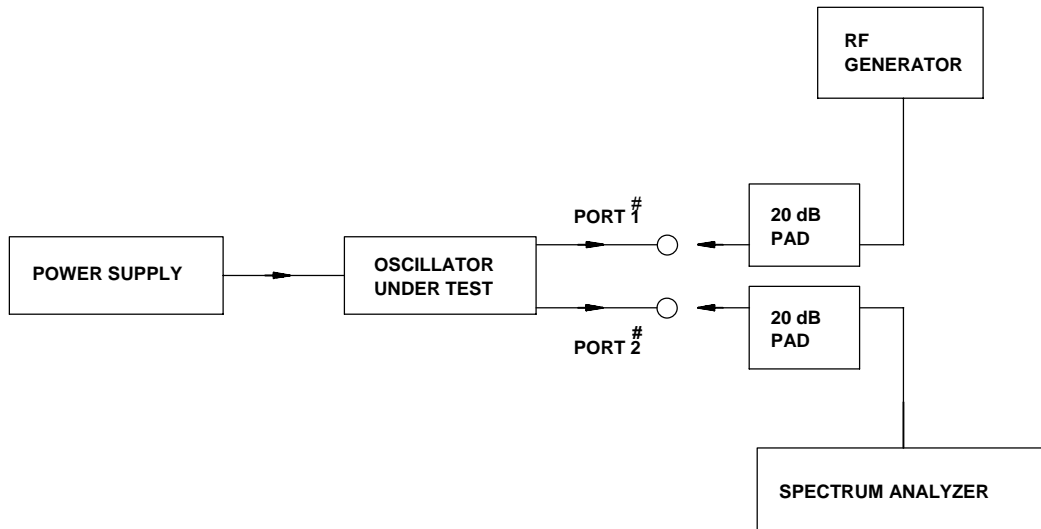 RF
GENERATOR
#
PORT 1
20 dB
PAD
POWER SUPPLY
OSCILLATOR
UNDER TEST
20 dB
PAD
#
PORT 2
SPECTRUM ANALYZER